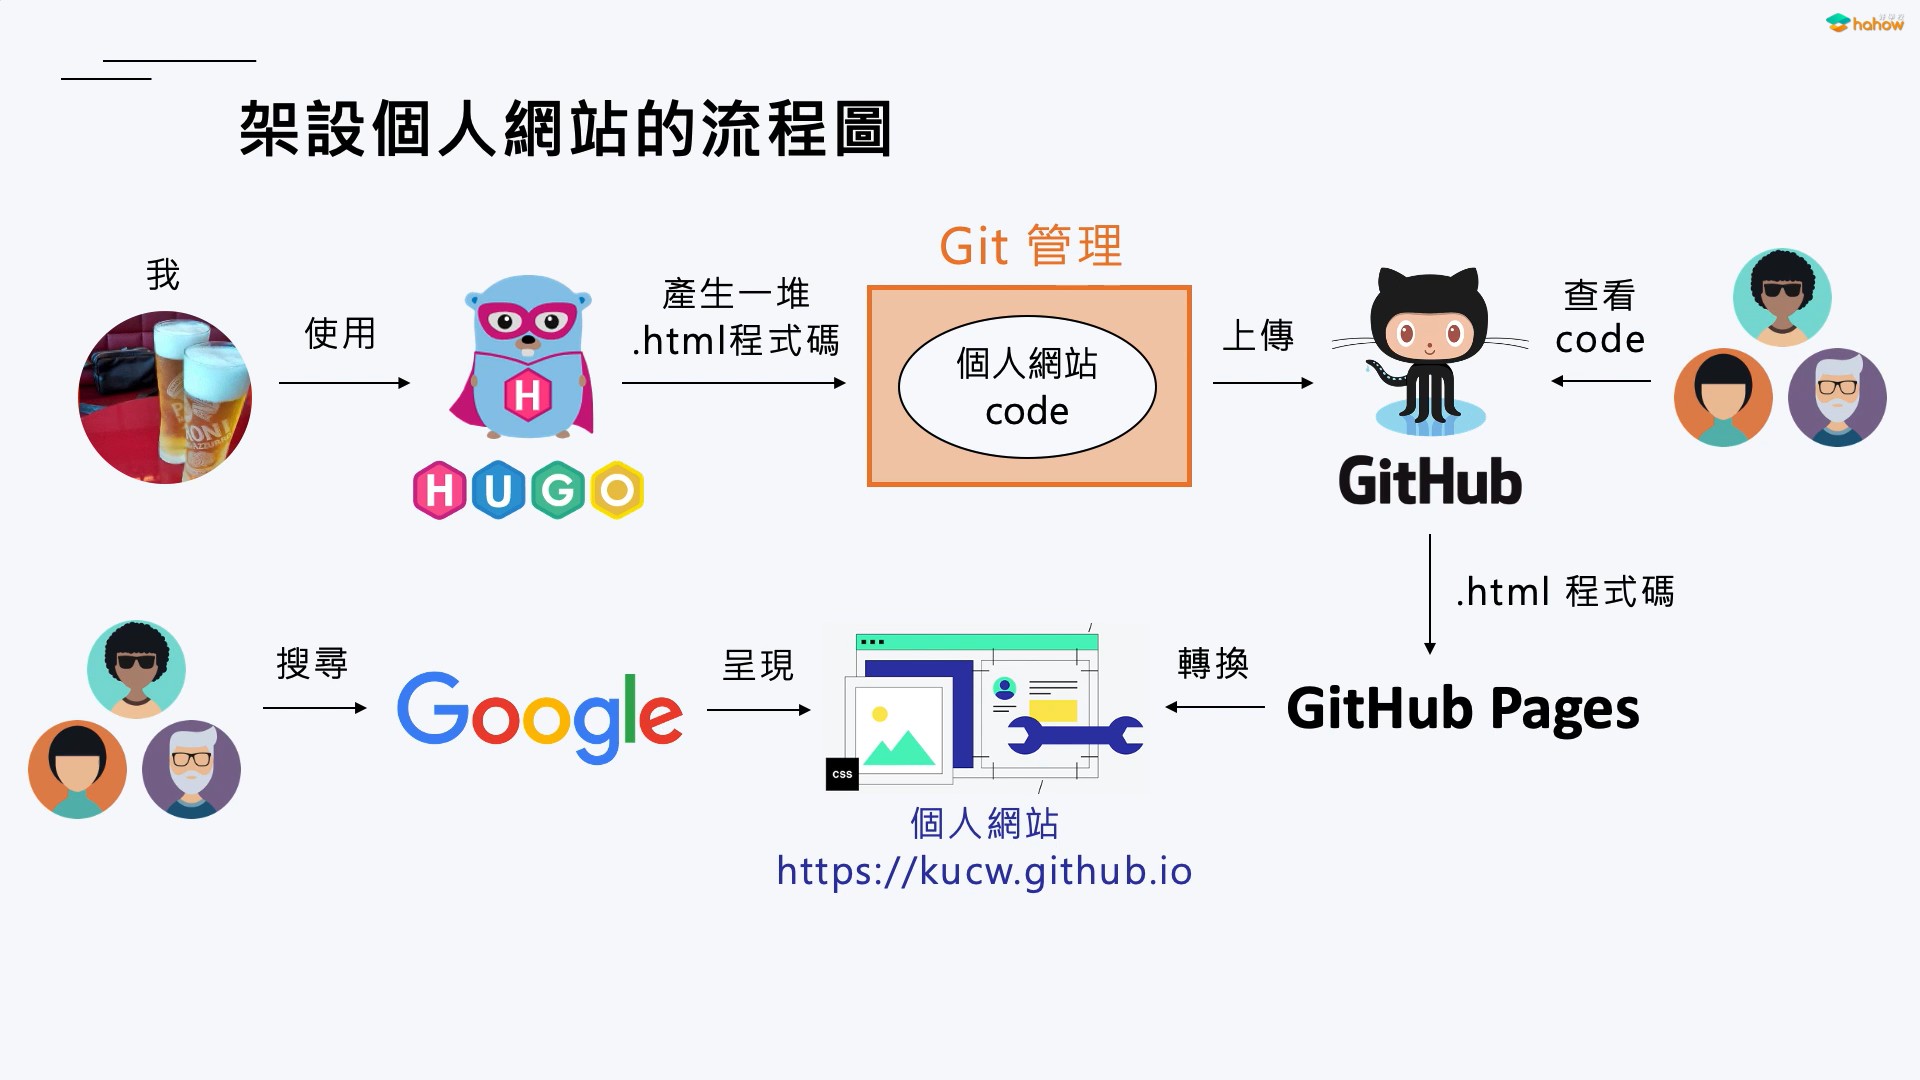 hahow
架設個人網站的流程圖
Git 管理
我
使用
H
HUGO
產生一堆
.html程式碼
個人網站
code
上傳
GitHub
查看
code
.html 程式碼
搜尋
Google
呈現
CSS
轉換
GitHub Pages
個人網站
https://kucw.github.io